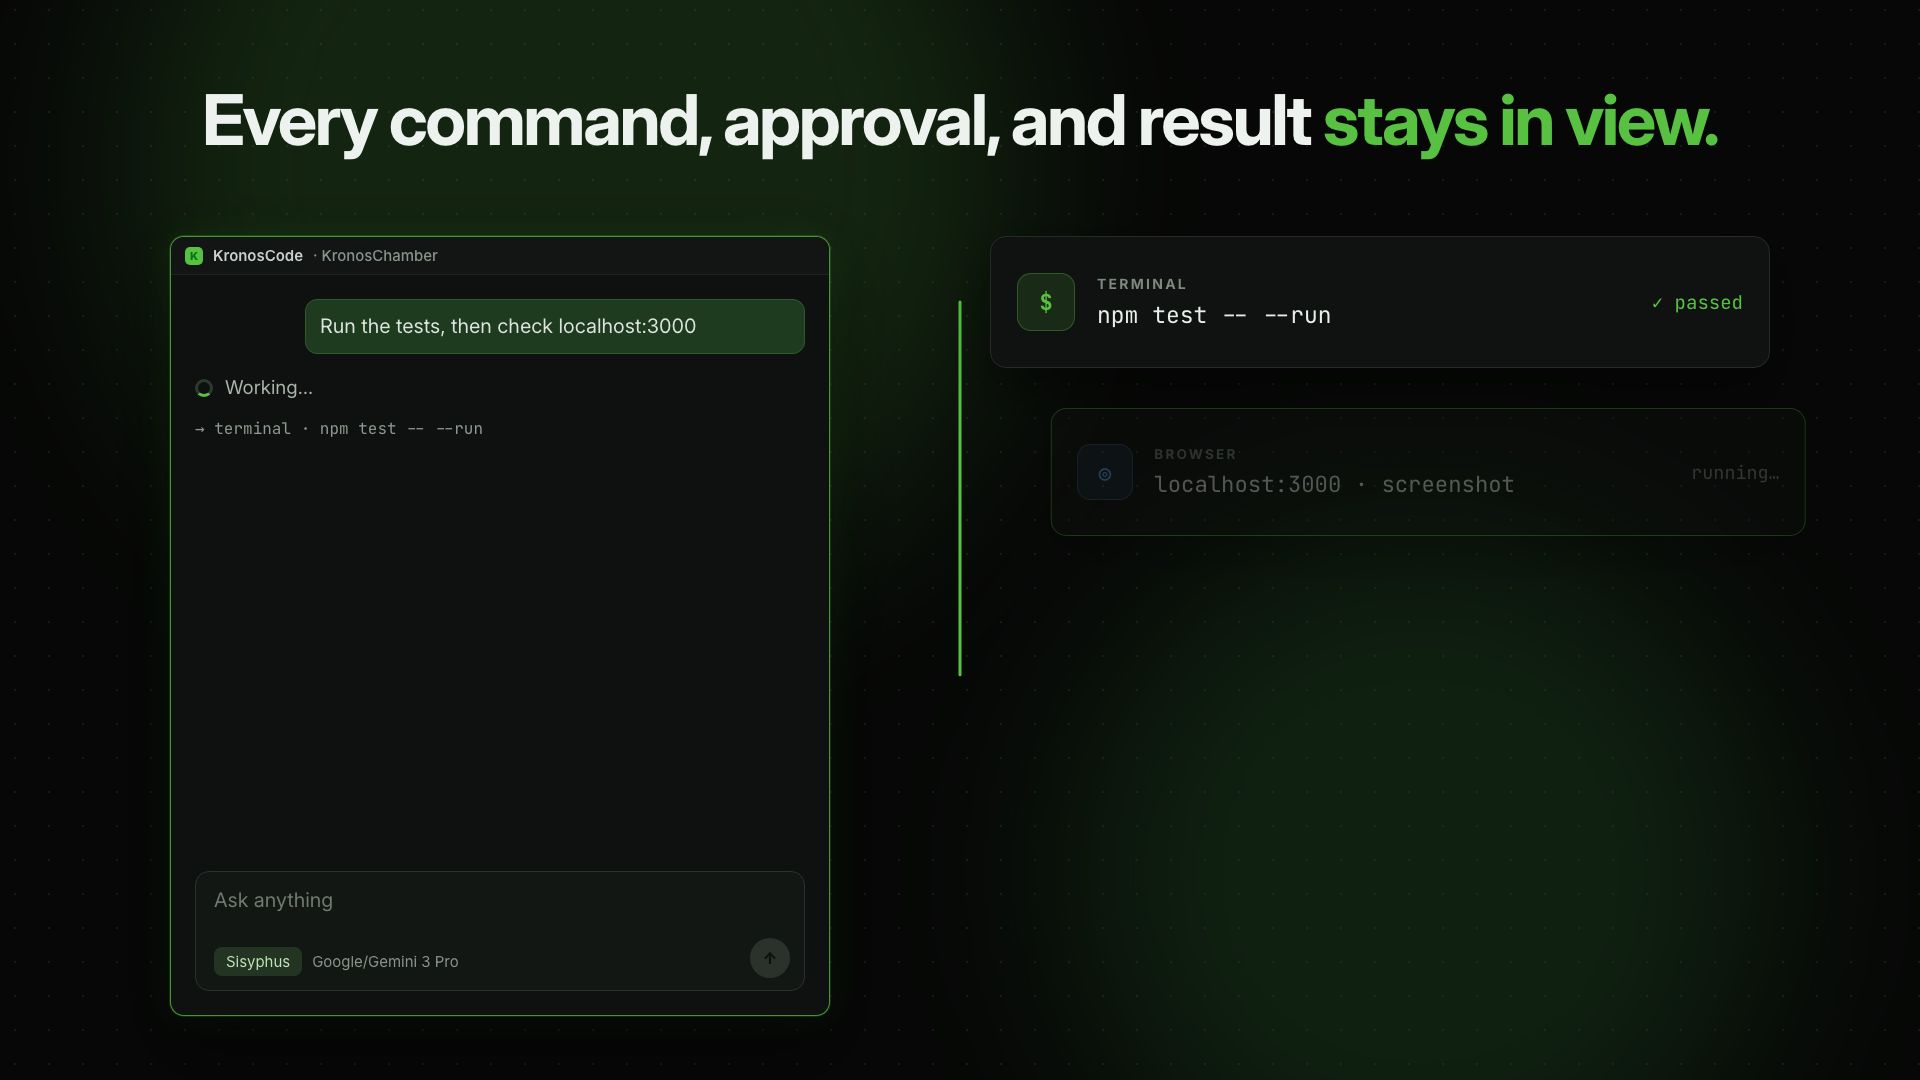 Every command, approval, and result stays in view.
K KronosCode · KronosChamber
Run the tests, then check localhost:3000
Working...
→ terminal · npm test -- --run
Ask anything
Sisyphus Google/Gemini 3 Pro
$
TERMINAL
npm test -- --run
✓ passed
BROWSER
localhost:3000 · screenshot
running…